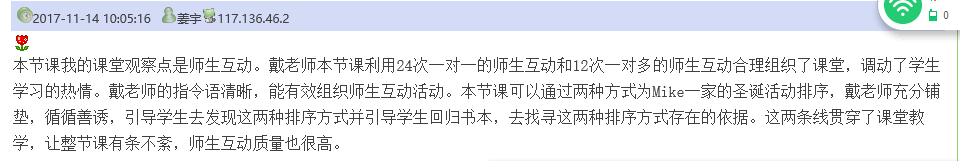 2017-11-14 10:05:16 姜宇 117.136.46.2
0
本节课我的课堂观察点是师生互动。戴老师本节课利用24次一对一的师生互动和12次一对多的师生互动合理组织了课堂，调动了学生
学习的热情。戴老师的指令语清晰，能有效组织师生互动活动。本节课可以通过两种方式为Mike一家的圣诞活动排序，戴老师充分铺
垫，循循善诱，引导学生去发现这两种排序方式并引导学生回归书本，去找寻这两种排序方式存在的依据。这两条线贯穿了课堂教
学，让整节课有条不紊，师生互动质量也很高。